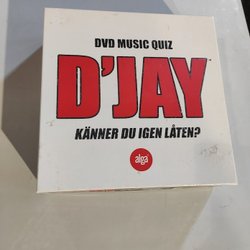 DVD MUSIC QUIZ
D'JAY
KÄNNER DU IGEN LÅTEN?
alga